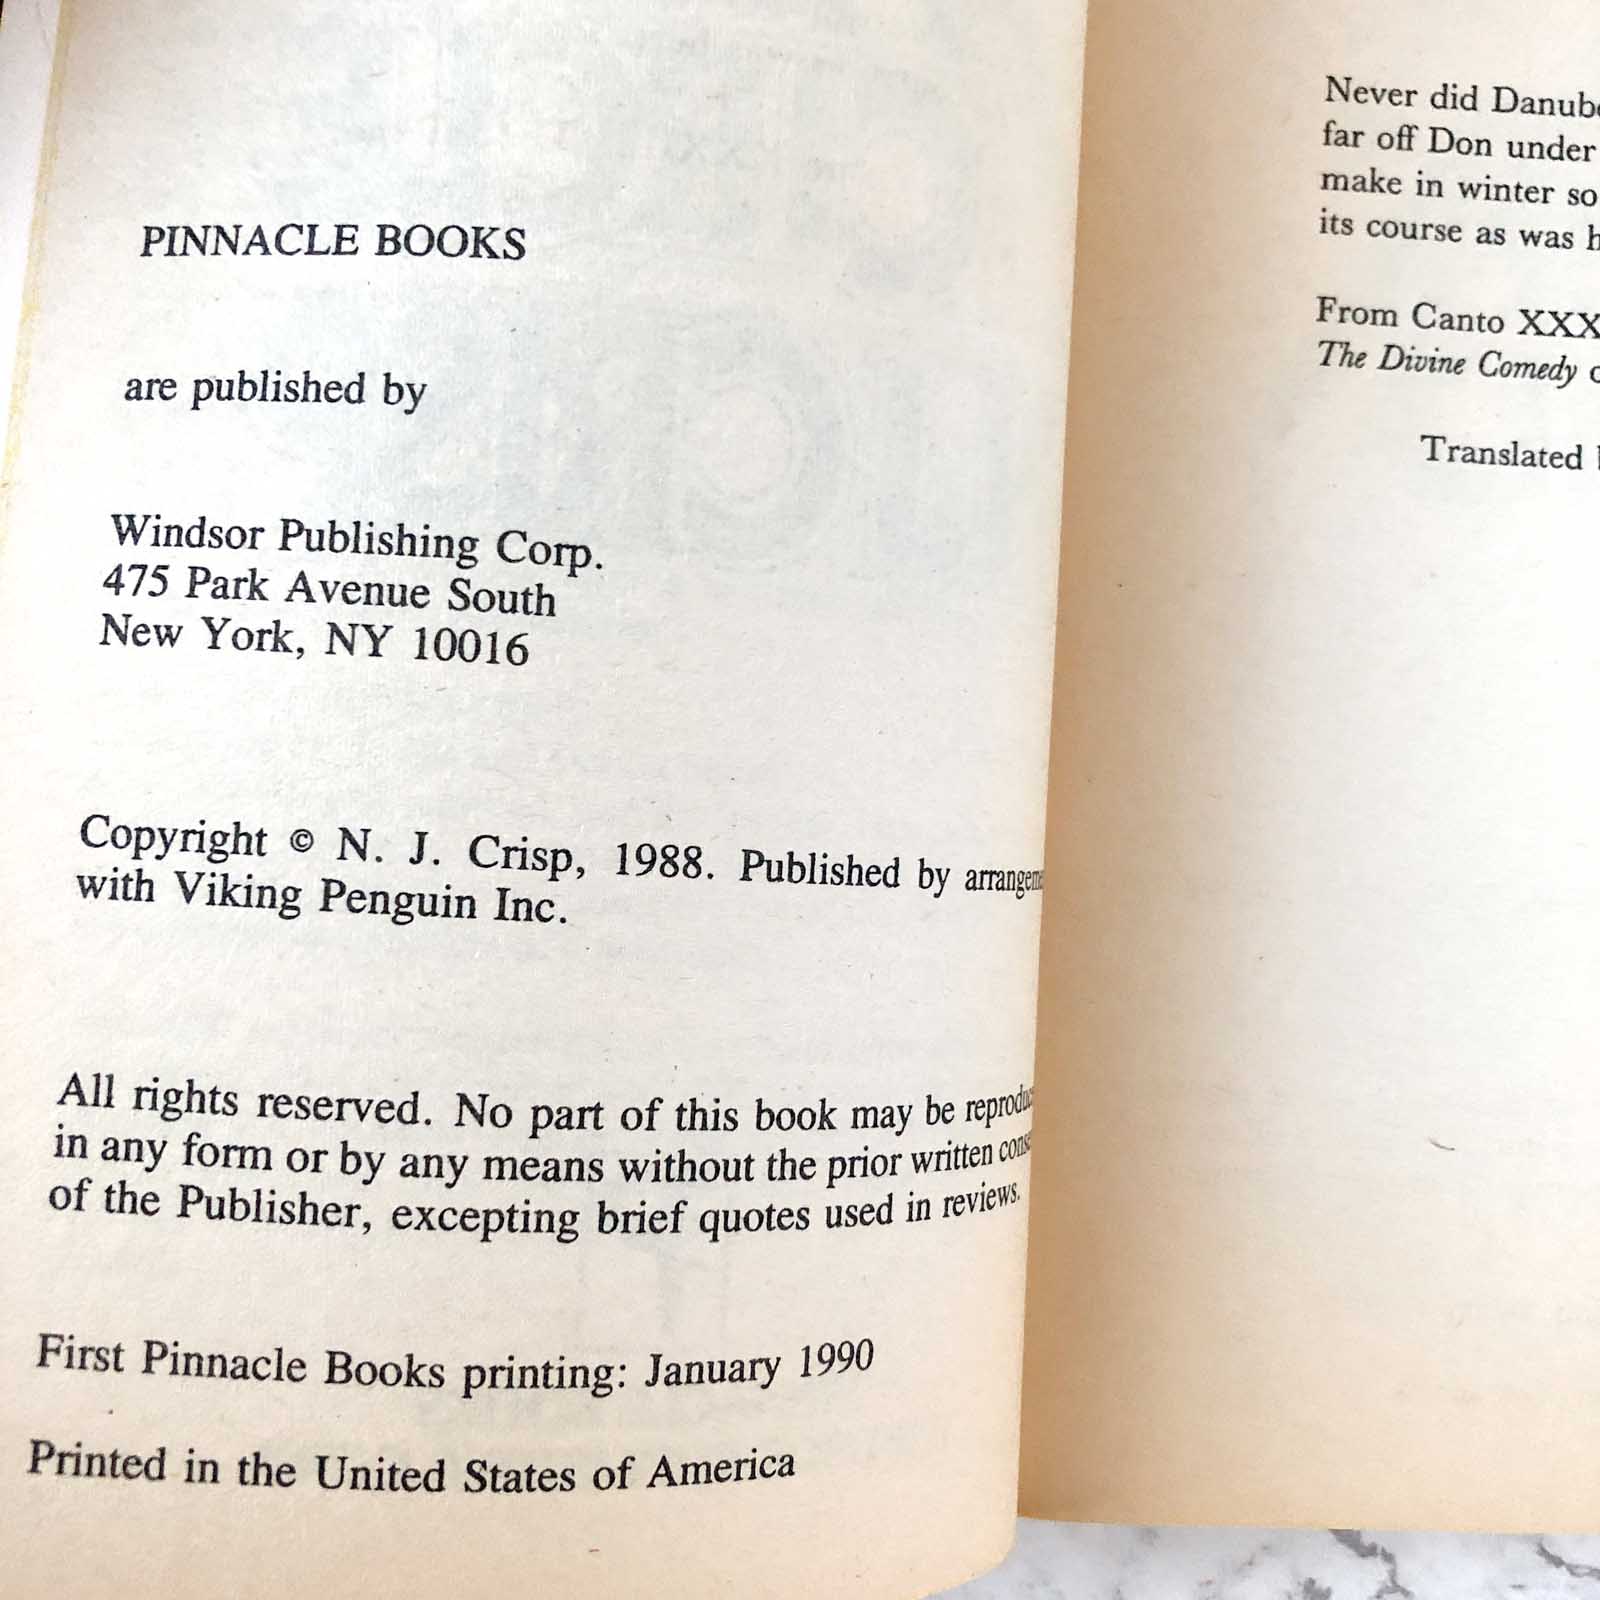 PINNACLE BOOKS
are published by
Windsor Publishing Corp.
475 Park Avenue South
New York, NY 10016
Copyright © N. J. Crisp, 1988. Published by
with Viking Penguin Inc.
All rights reserved. No part of this book may be
in any form or by any means without the prior written
of the Publisher, excepting brief quotes used in reviews.
First Pinnacle Books printing: January 1990
Printed in the United States of America
Never did
far off Don under
make in winter so
its course as was
From Canto
The Divine Comedy
Translated